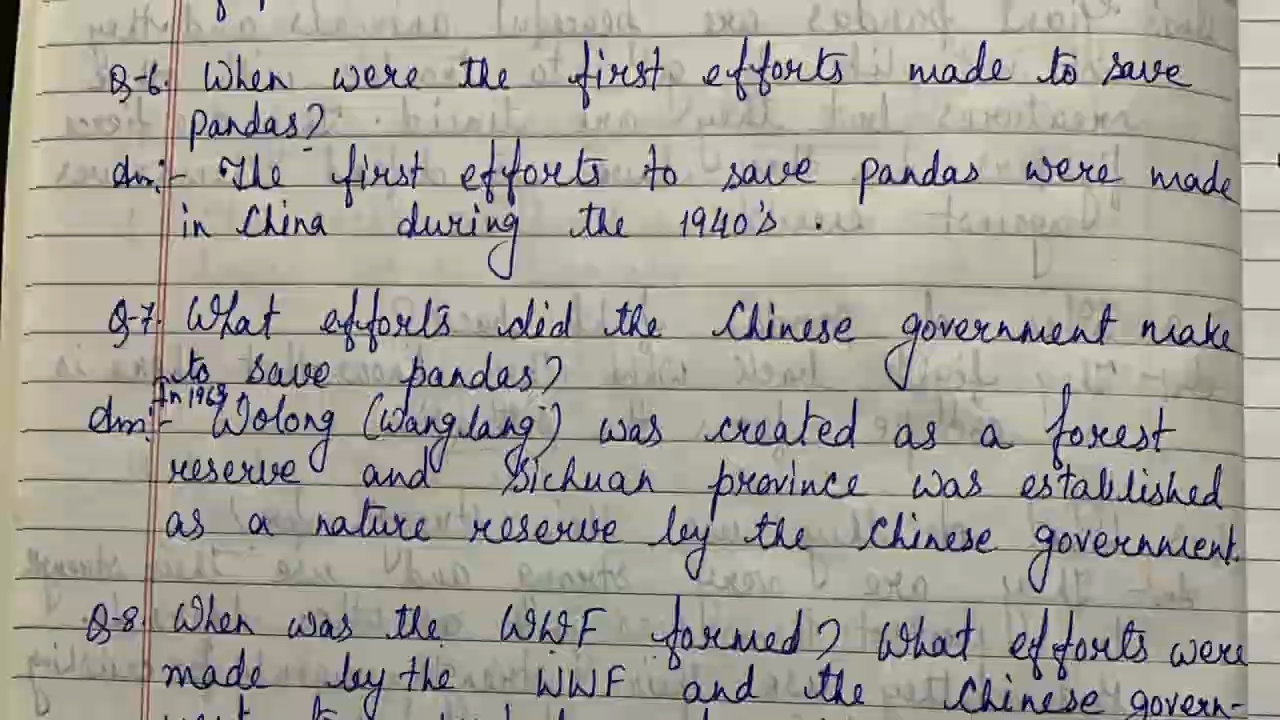 Q-6. When were the first efforts made to save
pandas?
Ans:- The first efforts to save pandas were made
in China during the 1940's.
Q-7. What efforts did the Chinese government make
to save pandas?
In 1963
Ans:- Wolong (Wanglang) was created as a forest
reserve and Sichuan province was established
as a nature reserve by the Chinese government.
Q-8. When was the WWF formed? What efforts were
made by the WWF and the Chinese govern-